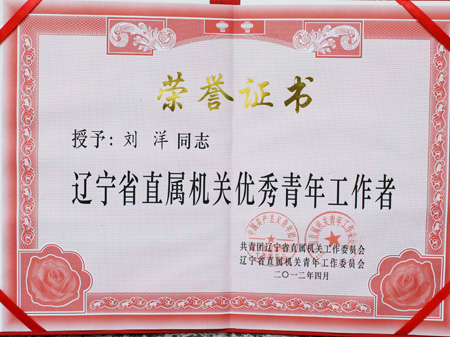 荣誉证书
授予：刘洋同志
辽宁省直属机关优秀青年工作者
共青团辽宁省直属机关工作委员会
辽宁省直属机关青年工作委员会
二〇一二年四月